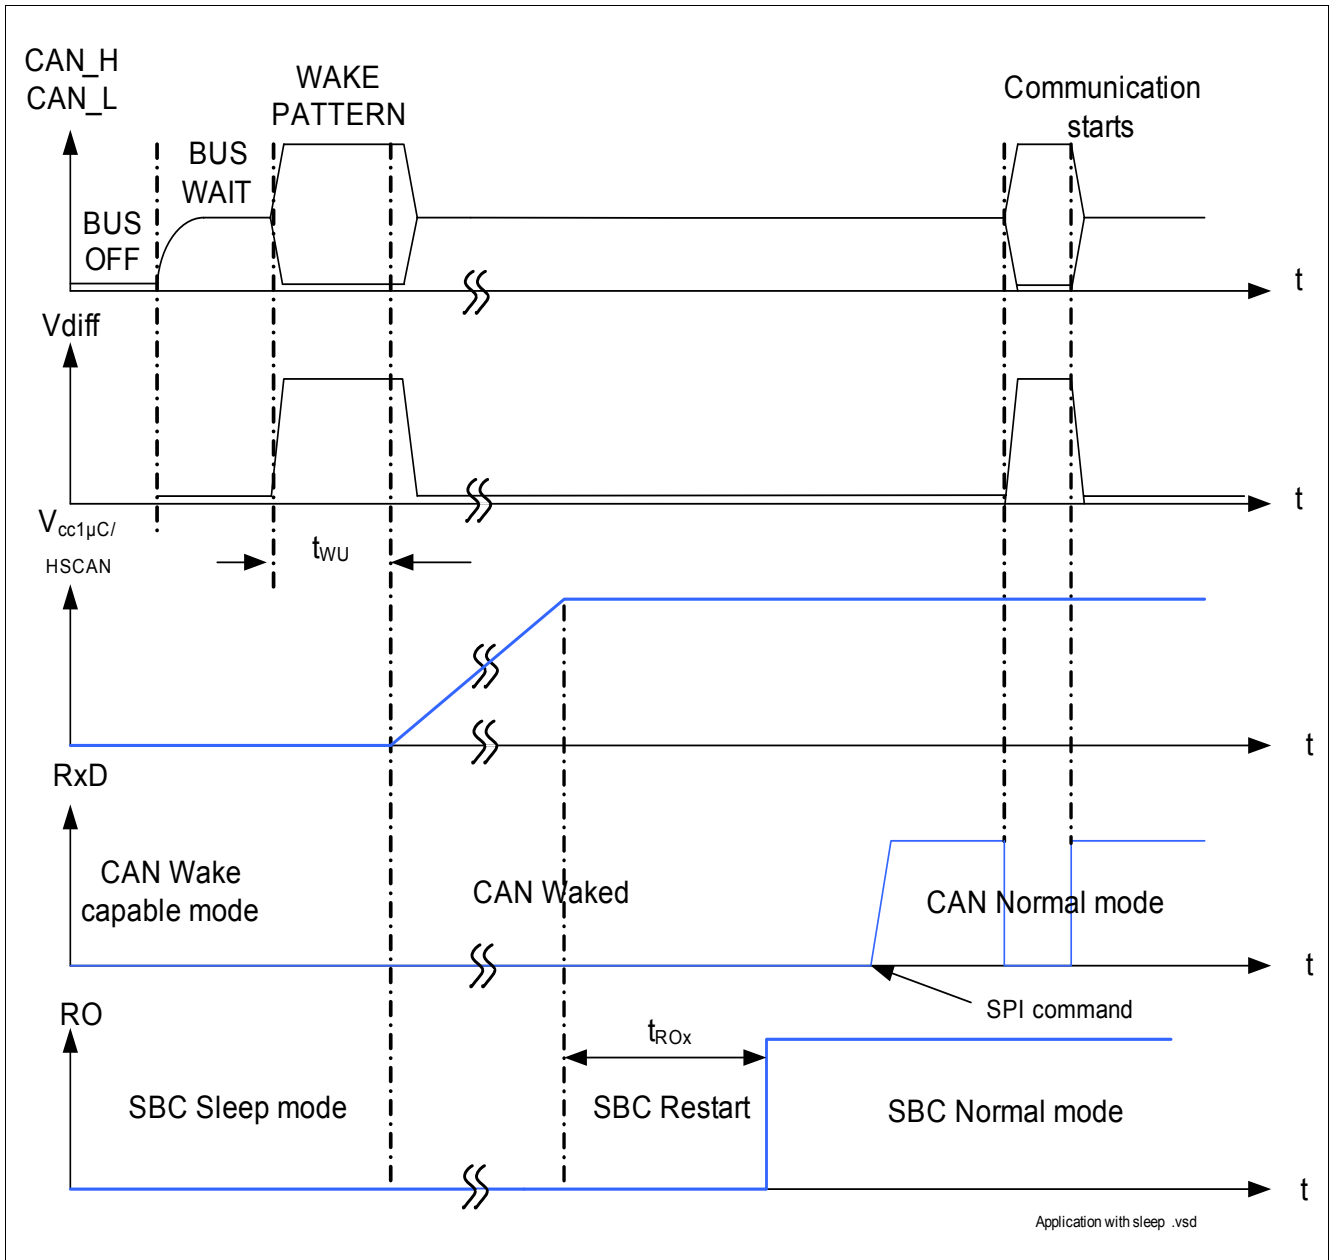 CAN_H
CAN_L
WAKE
PATTERN
Communication
starts
BUS
WAIT
BUS
OFF
t
Vdiff
t
Vcc1µC/
HSCAN
tWU
t
RxD
CAN Wake
capable mode
CAN Waked
CAN Normal mode
t
SPI command
RO
tROx
SBC Sleep mode
SBC Restart
SBC Normal mode
t
Application with sleep .vsd